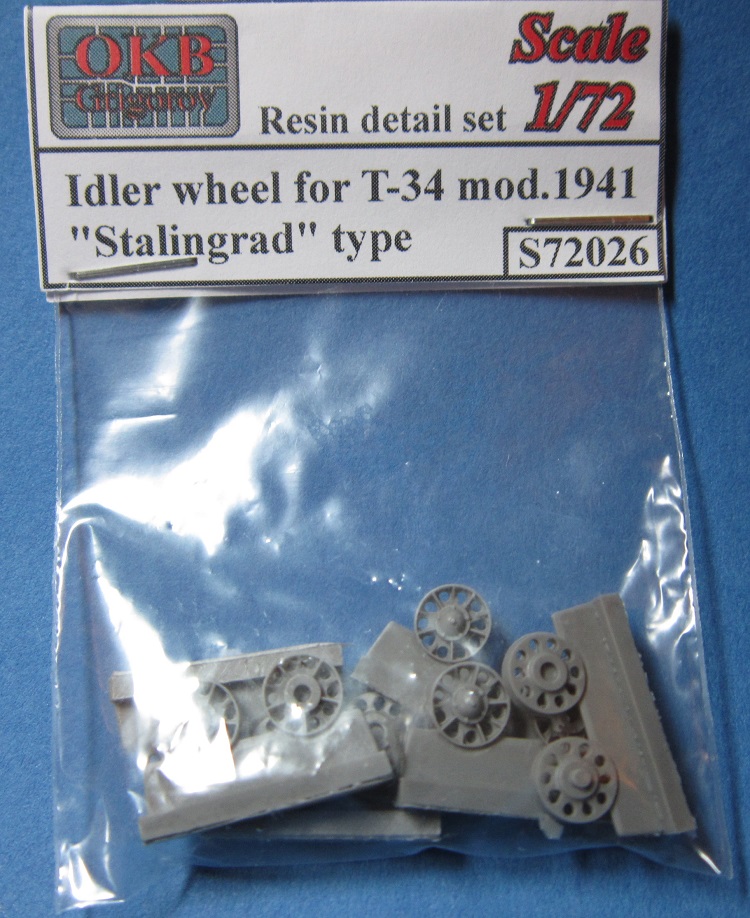 OKB
Grigorov
Resin detail set
Scale
1/72
Idler wheel for T-34 mod.1941
"Stalingrad" type
S72026